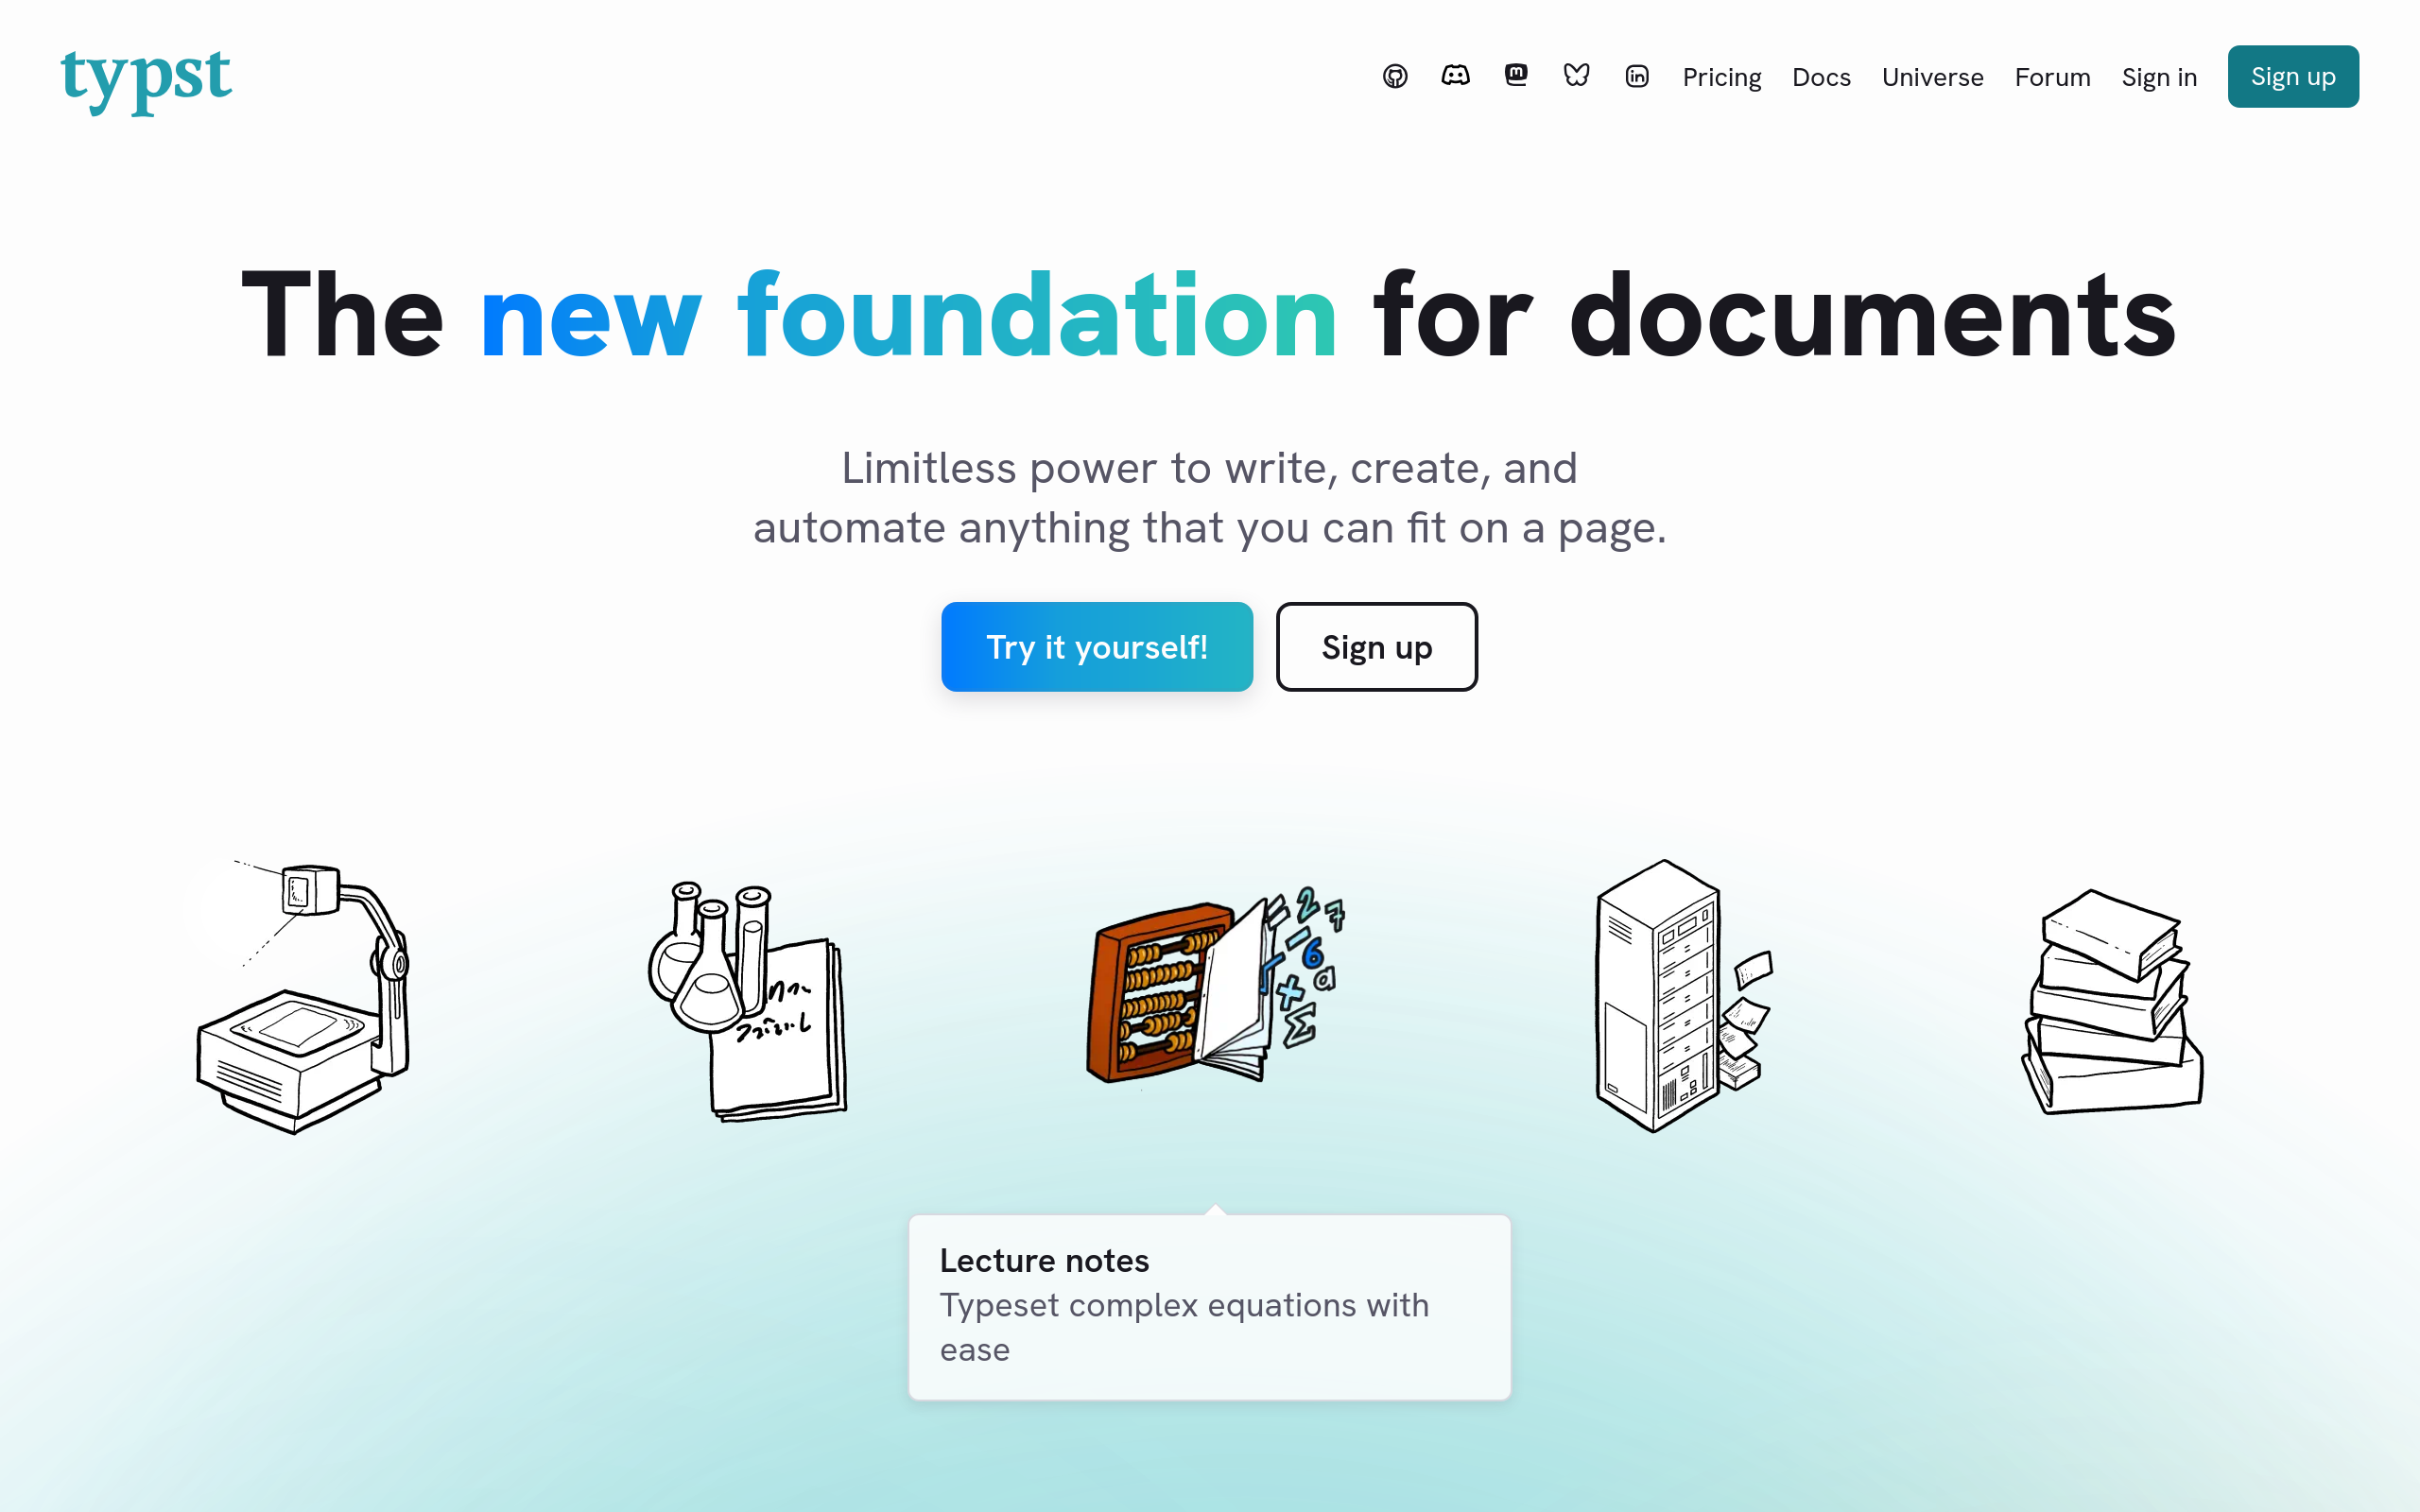 typst
Pricing Docs Universe Forum Sign in Sign up
The new foundation for documents
Limitless power to write, create, and
automate anything that you can fit on a page.
Try it yourself! Sign up
= 2 7
- 6
+ a
Σ
Lecture notes
Typeset complex equations with
ease